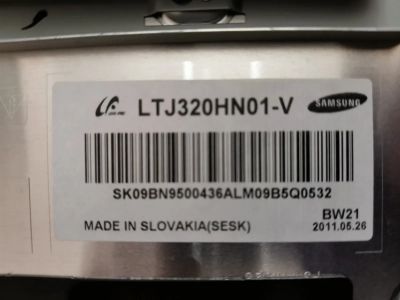 LTJ320HN01-V
SAMSUNG
SK09BN9500436ALM09B5Q0532
BW21
MADE IN SLOVAKIA(SESK)
2011.05.26